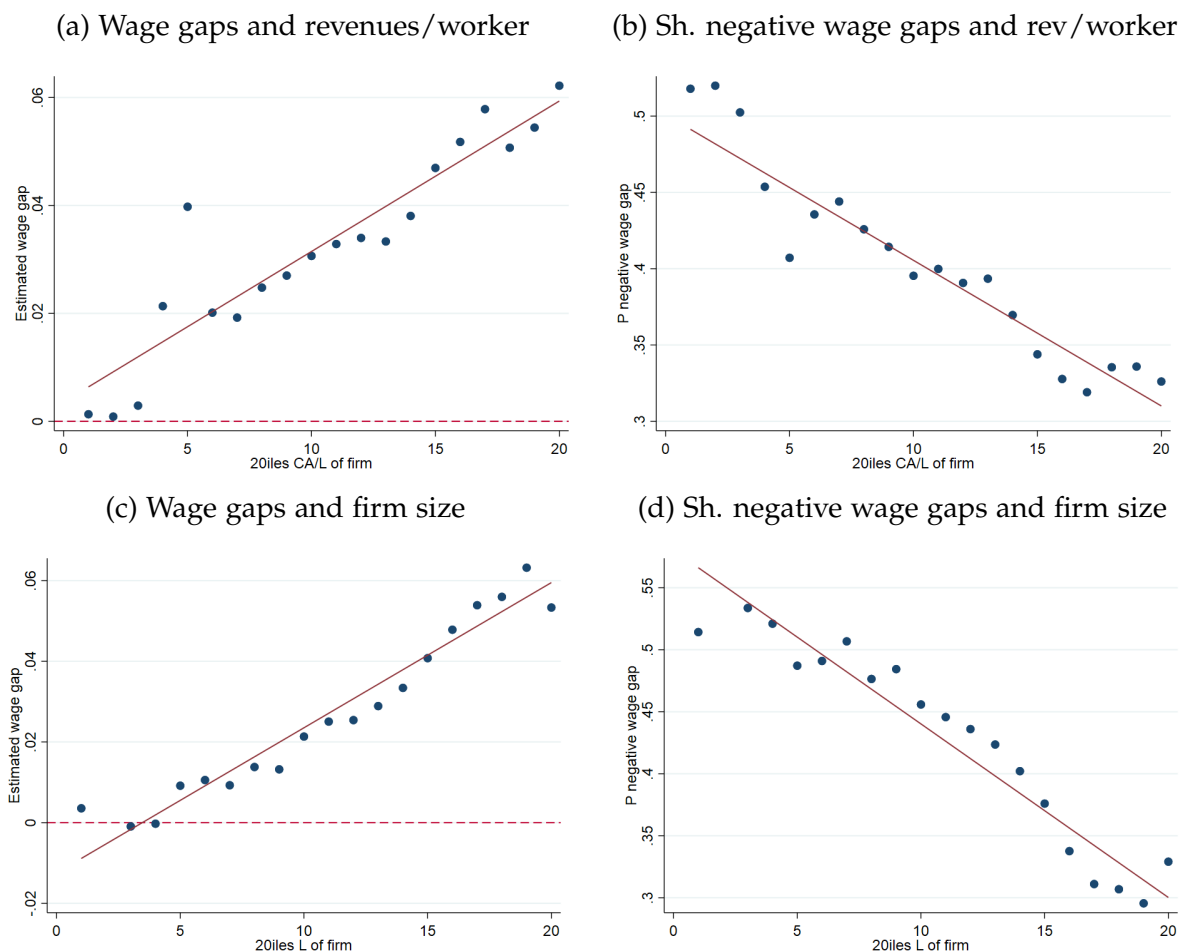 (a) Wage gaps and revenues/worker
(b) Sh. negative wage gaps and rev/worker
Estimated wage gap
.06
.04
.02
0
0 5 10 15 20
20iles CA/L of firm
P negative wage gap
.5
.45
.4
.35
.3
0 5 10 15 20
20iles CA/L of firm
(c) Wage gaps and firm size
(d) Sh. negative wage gaps and firm size
Estimated wage gap
.06
.04
.02
0
-.02
0 5 10 15 20
20iles L of firm
P negative wage gap
.55
.5
.45
.4
.35
.3
0 5 10 15 20
20iles L of firm